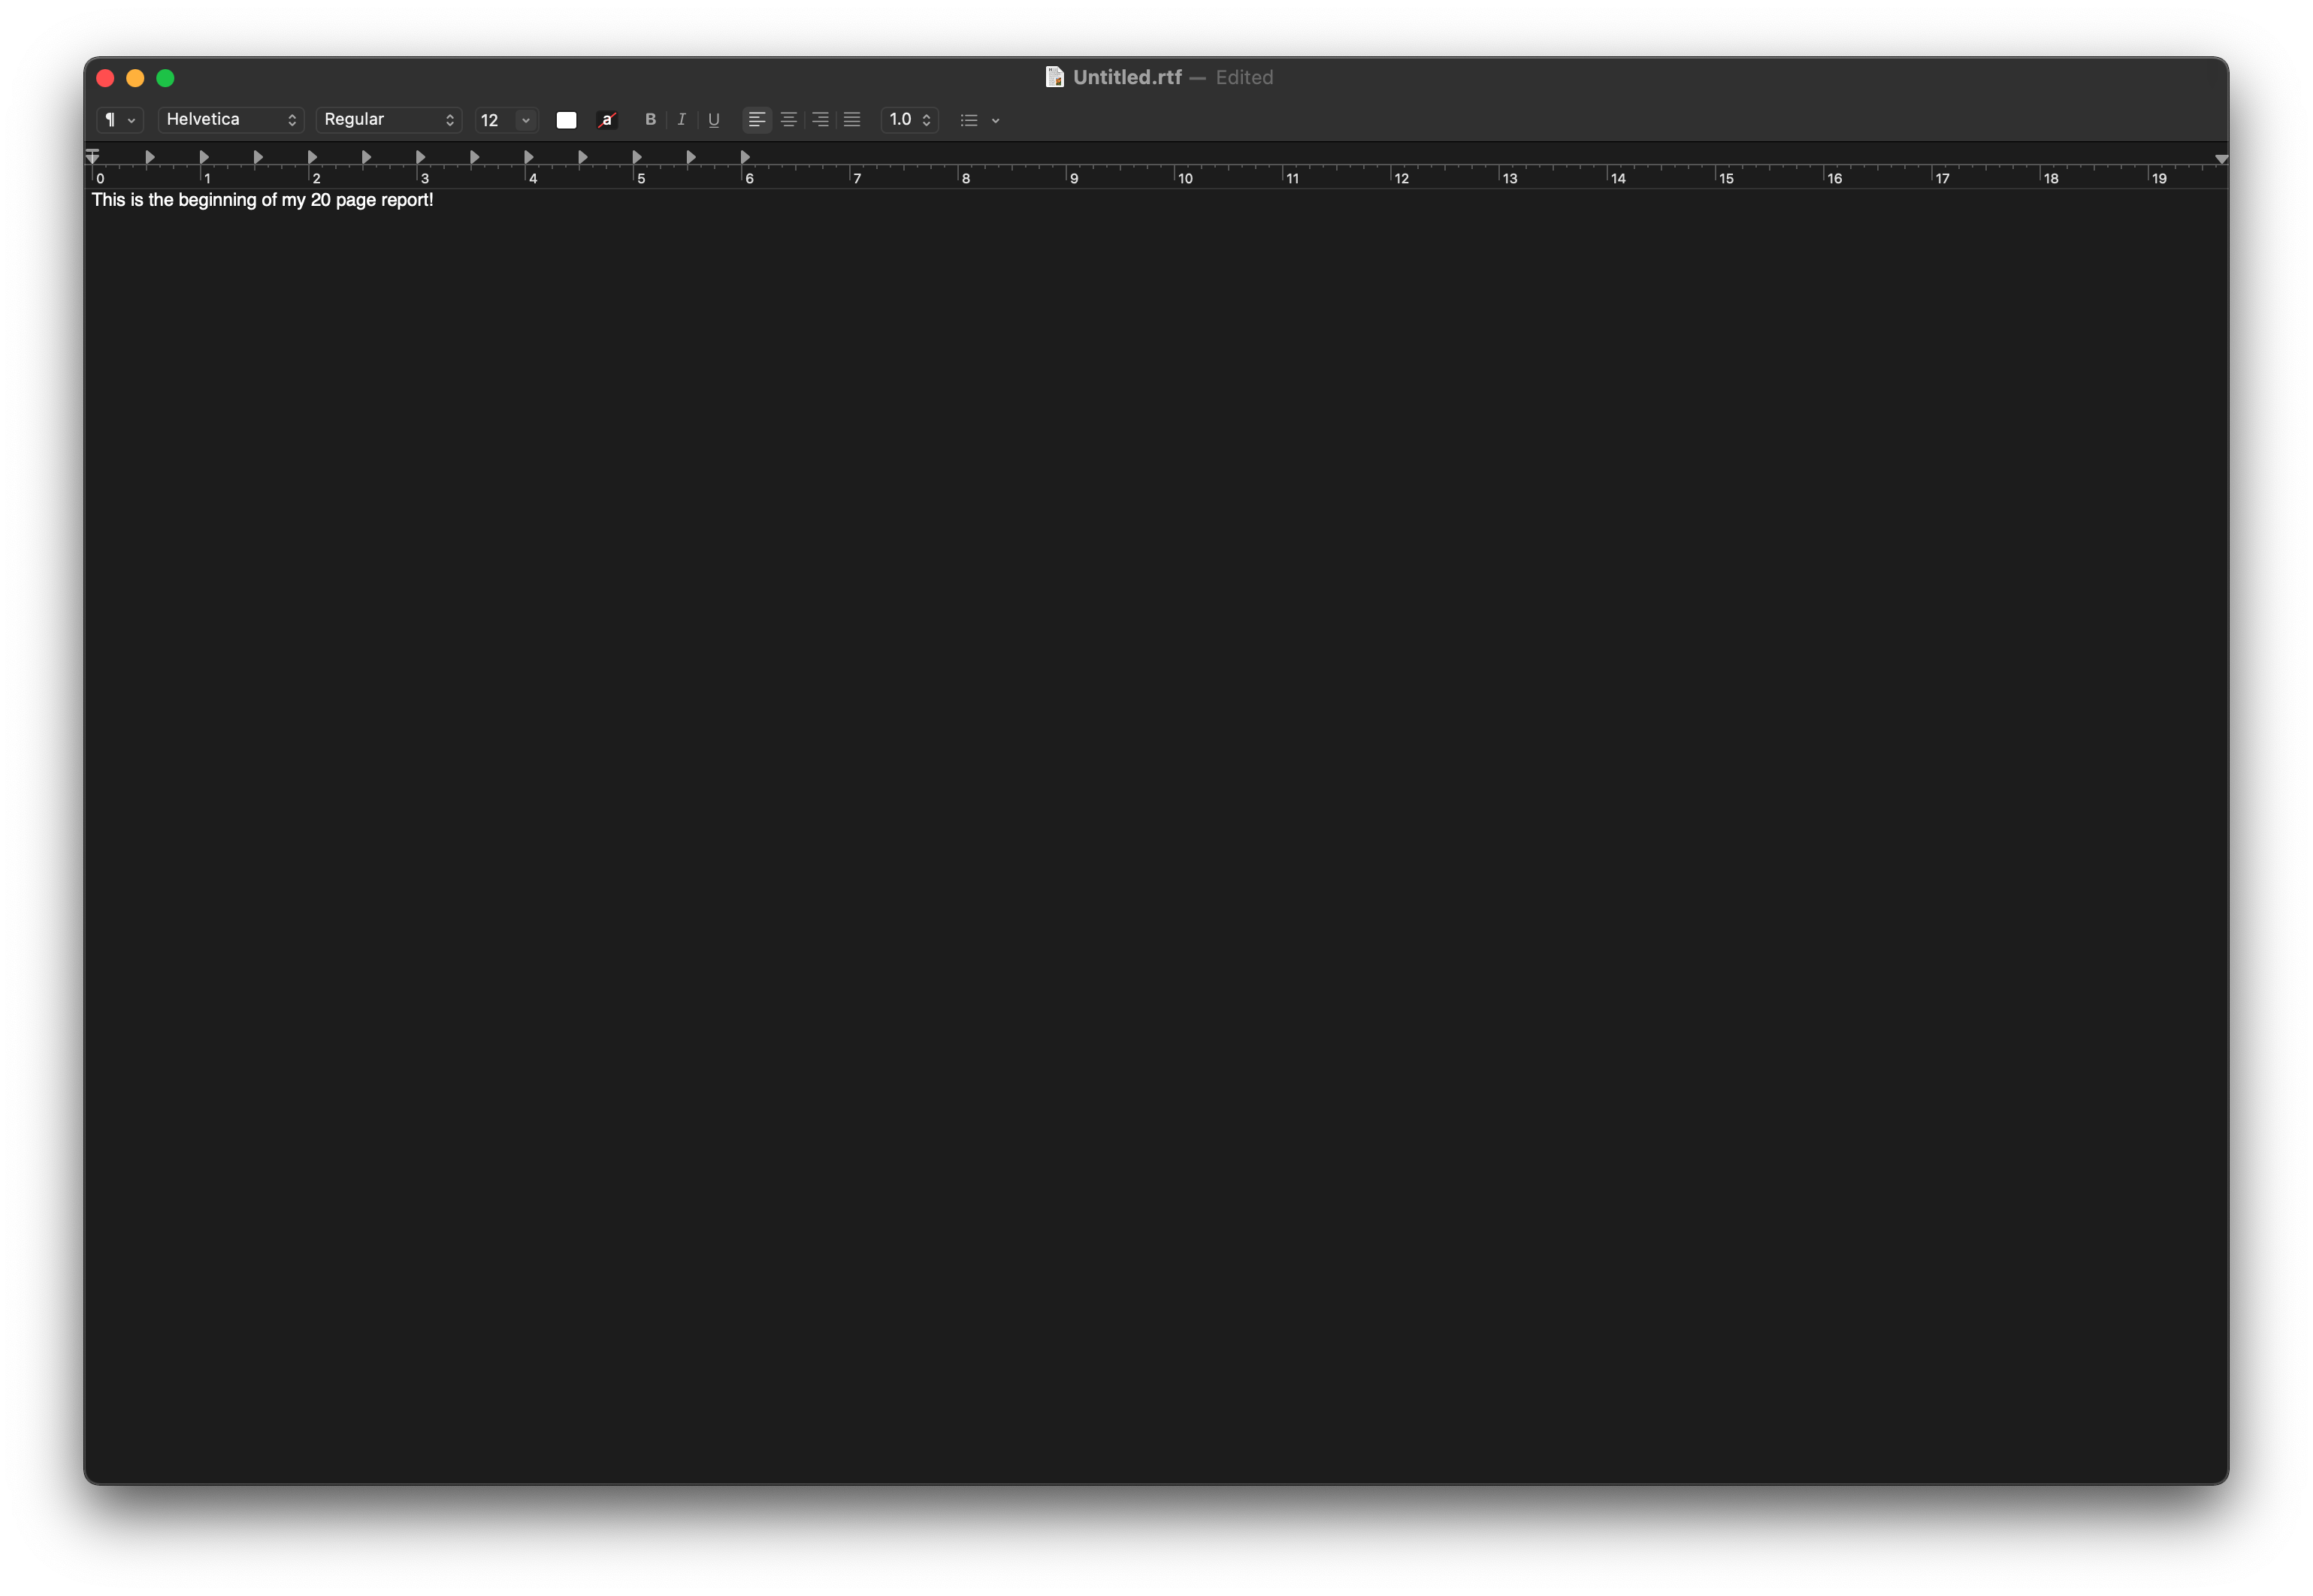 Untitled.rtf — Edited
¶ Helvetica Regular 12 a B I U 1.0
0 1 2 3 4 5 6 7 8 9 10 11 12 13 14 15 16 17 18 19
This is the beginning of my 20 page report!